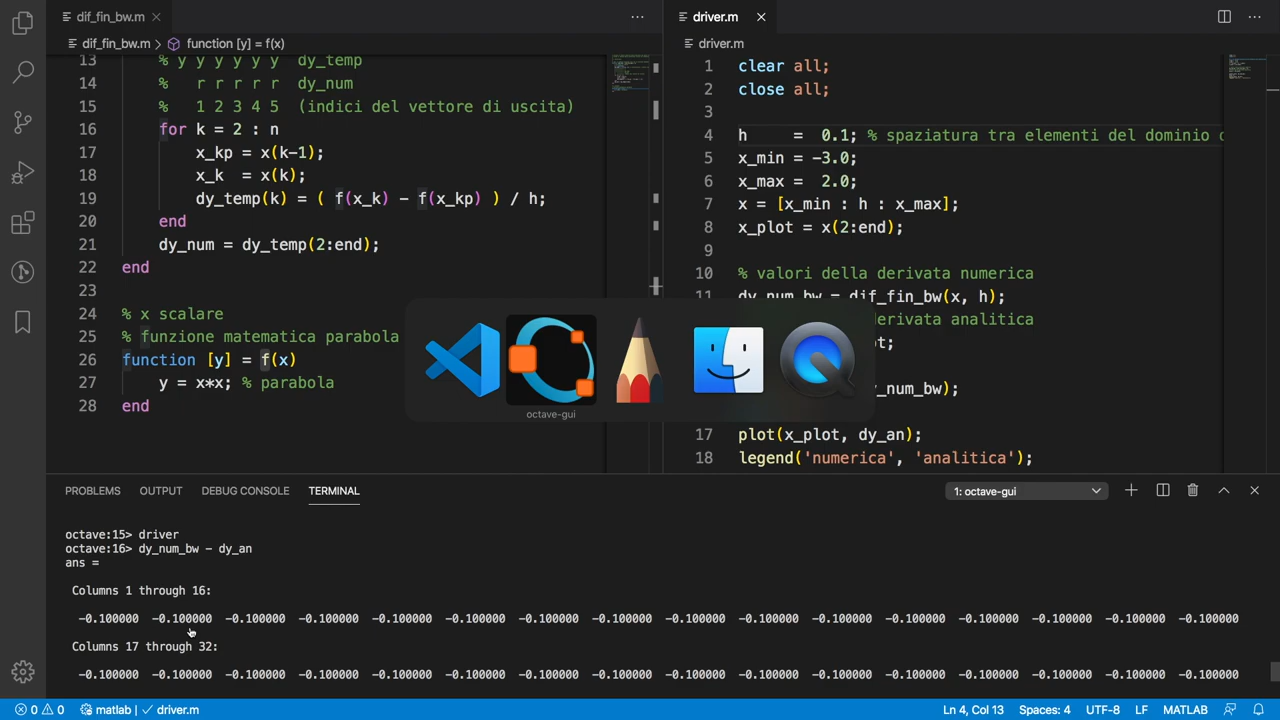 dif_fin_bw.m
dif_fin_bw.m > function [y] = f(x)
13 % y y y y y y dy_temp
14 % r r r r r dy_num
15 % 1 2 3 4 5 (indici del vettore di uscita)
16 for k = 2 : n
17 x_kp = x(k-1);
18 x_k = x(k);
19 dy_temp(k) = ( f(x_k) - f(x_kp) ) / h;
20 end
21 dy_num = dy_temp(2:end);
22 end
23
24 % x scalare
25 % funzione matematica parabola
26 function [y] = f(x)
27 y = x*x; % parabola
28 end
driver.m
driver.m
1 clear all;
2 close all;
3
4 h = 0.1; % spaziatura tra elementi del dominio
5 x_min = -3.0;
6 x_max = 2.0;
7 x = [x_min : h : x_max];
8 x_plot = x(2:end);
9
10 % valori della derivata numerica
11 dy_num_bw = dif_fin_bw(x, h);
derivata analitica
y_num_bw);
17 plot(x_plot, dy_an);
18 legend('numerica', 'analitica');
octave-gui
PROBLEMS OUTPUT DEBUG CONSOLE TERMINAL 1: octave-gui
octave:15> driver
octave:16> dy_num_bw - dy_an
ans =
Columns 1 through 16:
-0.100000 -0.100000 -0.100000 -0.100000 -0.100000 -0.100000 -0.100000 -0.100000 -0.100000 -0.100000 -0.100000 -0.100000 -0.100000 -0.100000 -0.100000 -0.100000
Columns 17 through 32:
-0.100000 -0.100000 -0.100000 -0.100000 -0.100000 -0.100000 -0.100000 -0.100000 -0.100000 -0.100000 -0.100000 -0.100000 -0.100000 -0.100000 -0.100000 -0.100000
0 0 matlab | driver.m Ln 4, Col 13 Spaces: 4 UTF-8 LF MATLAB